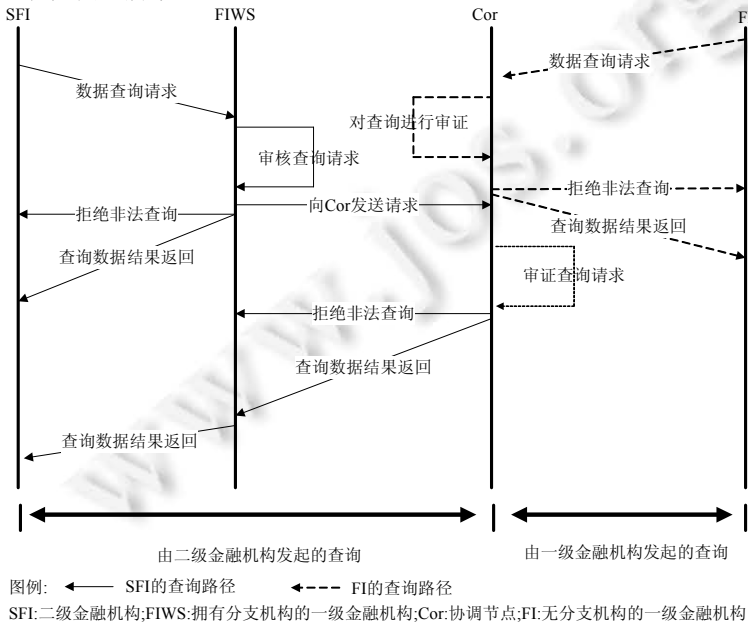 SFI FIWS Cor F
数据查询请求
数据查询请求
对查询进行审证
审核查询请求
拒绝非法查询
向Cor发送请求
拒绝非法查询
查询数据结果返回
查询数据结果返回
审证查询请求
拒绝非法查询
查询数据结果返回
查询数据结果返回
由二级金融机构发起的查询 由一级金融机构发起的查询
图例: SFI的查询路径 FI的查询路径
SFI:二级金融机构;FIWS:拥有分支机构的一级金融机构;Cor:协调节点;FI:无分支机构的一级金融机构
www.jos.org